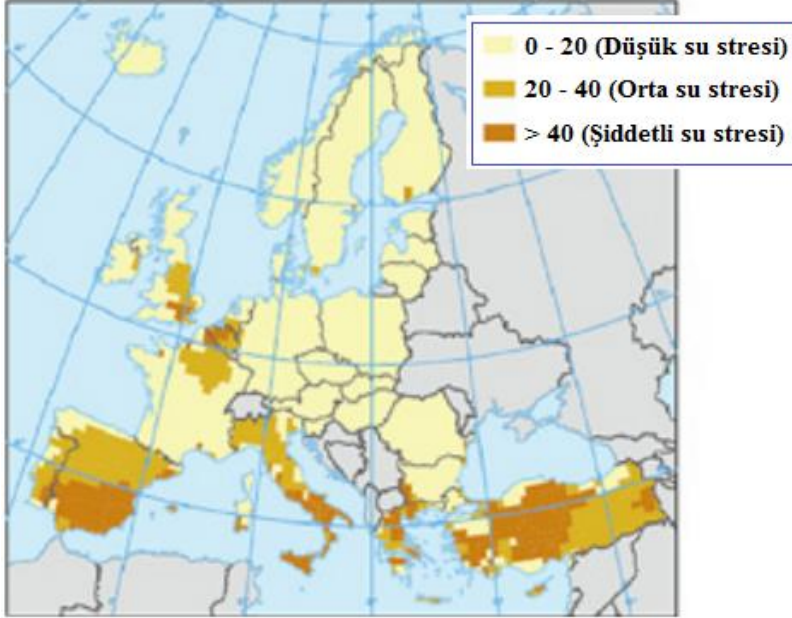 0 - 20 (Düşük su stresi)
20 - 40 (Orta su stresi)
> 40 (Şiddetli su stresi)